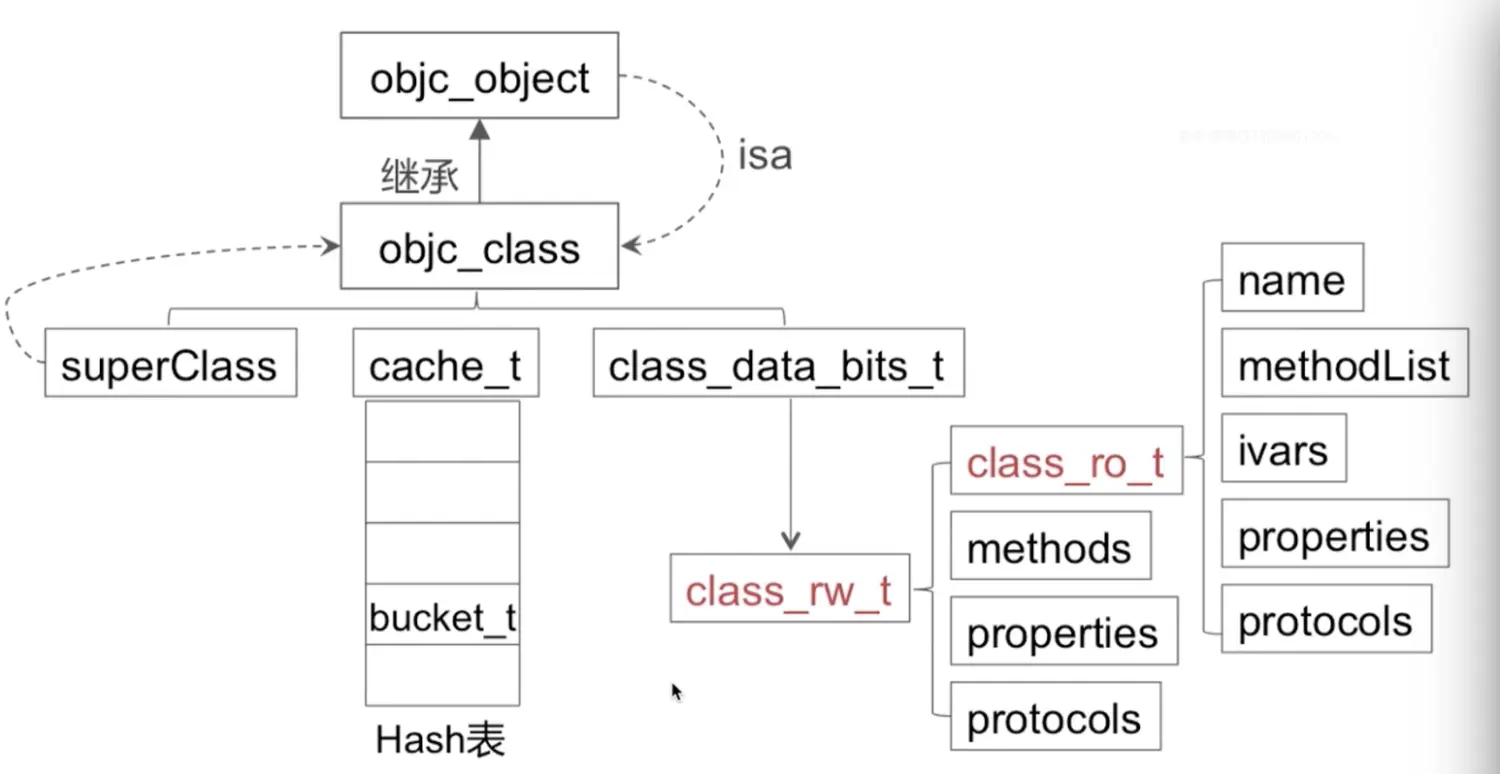 objc_object
isa
继承
objc_class
superClass
cache_t
class_data_bits_t
bucket_t
Hash表
class_rw_t
class_ro_t
methods
properties
protocols
name
methodList
ivars
properties
protocols